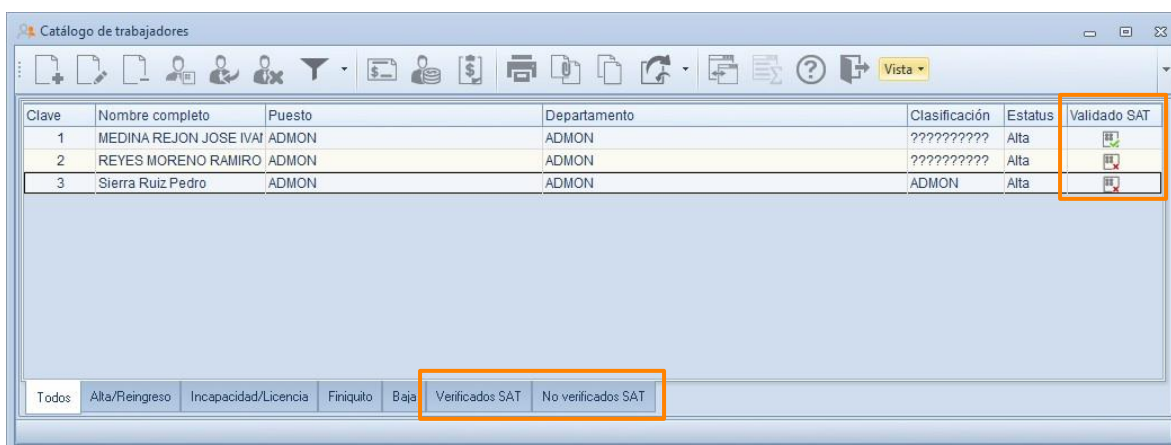 Catálogo de trabajadores
Vista
Clave Nombre completo Puesto Departamento Clasificación Estatus Validado SAT
1 MEDINA REJON JOSE IVAN ADMON ADMON ?????????? Alta
2 REYES MORENO RAMIRO ADMON ADMON ?????????? Alta
3 Sierra Ruiz Pedro ADMON ADMON ADMON Alta
Todos Alta/Reingreso Incapacidad/Licencia Finiquito Baja Verificados SAT No verificados SAT